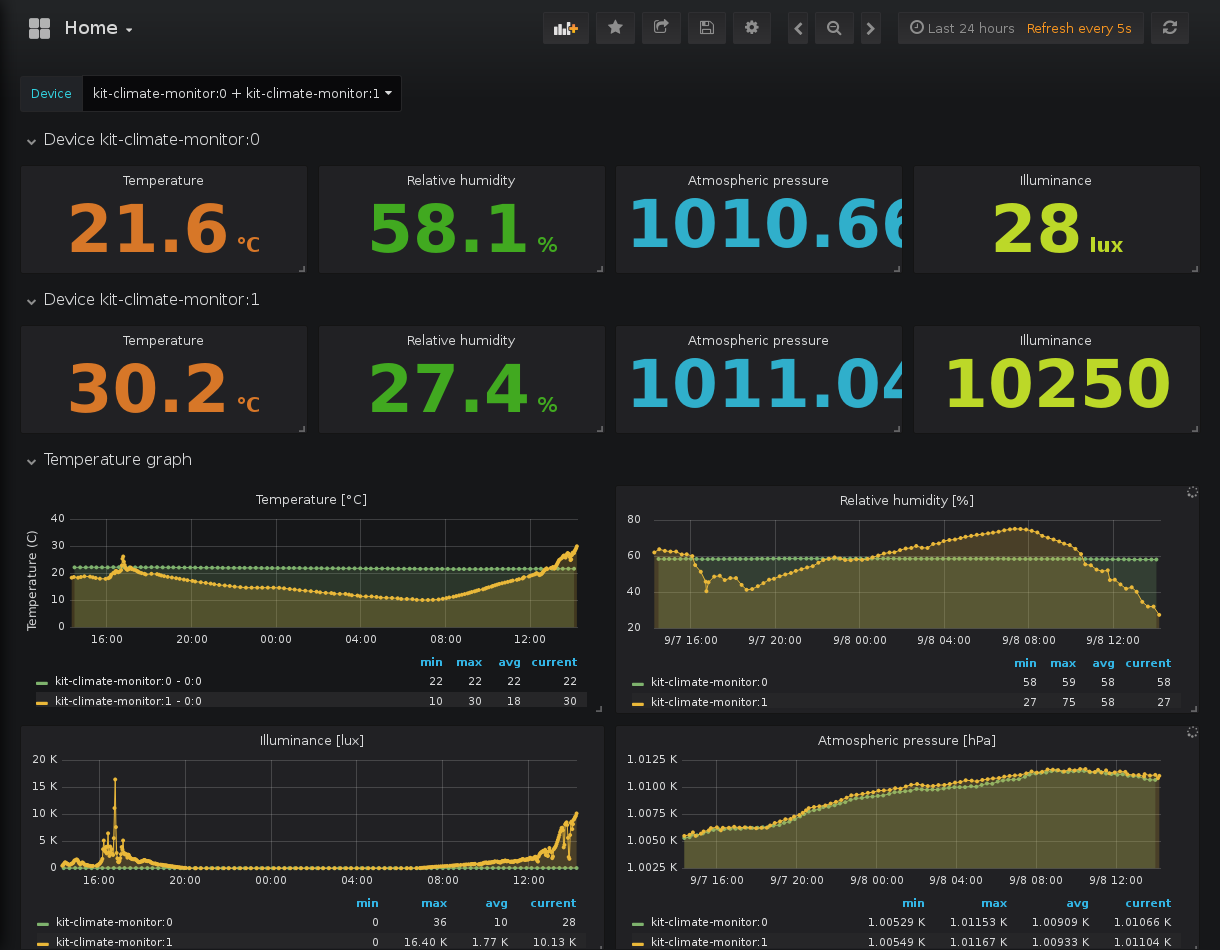 Home
Last 24 hours Refresh every 5s
Device kit-climate-monitor:0 + kit-climate-monitor:1
Device kit-climate-monitor:0
Temperature Relative humidity Atmospheric pressure Illuminance
21.6 °C 58.1 % 1010.66 28 lux
Device kit-climate-monitor:1
Temperature Relative humidity Atmospheric pressure Illuminance
30.2 °C 27.4 % 1011.04 10250
Temperature graph
Temperature [°C]
Temperature (C)
40
30
20
10
0
16:00 20:00 00:00 04:00 08:00 12:00
min max avg current
kit-climate-monitor:0 - 0:0 22 22 22 22
kit-climate-monitor:1 - 0:0 10 30 18 30
Relative humidity [%]
80
60
40
20
9/7 16:00 9/7 20:00 9/8 00:00 9/8 04:00 9/8 08:00 9/8 12:00
min max avg current
kit-climate-monitor:0 58 59 58 58
kit-climate-monitor:1 27 75 58 27
Illuminance [lux]
20 K
15 K
10 K
5 K
0
16:00 20:00 00:00 04:00 08:00 12:00
min max avg current
kit-climate-monitor:0 0 36 10 28
kit-climate-monitor:1 0 16.40 K 1.77 K 10.13 K
Atmospheric pressure [hPa]
1.0125 K
1.0100 K
1.0075 K
1.0050 K
1.0025 K
9/7 16:00 9/7 20:00 9/8 00:00 9/8 04:00 9/8 08:00 9/8 12:00
min max avg current
kit-climate-monitor:0 1.00529 K 1.01153 K 1.00909 K 1.01066 K
kit-climate-monitor:1 1.00549 K 1.01167 K 1.00933 K 1.01104 K